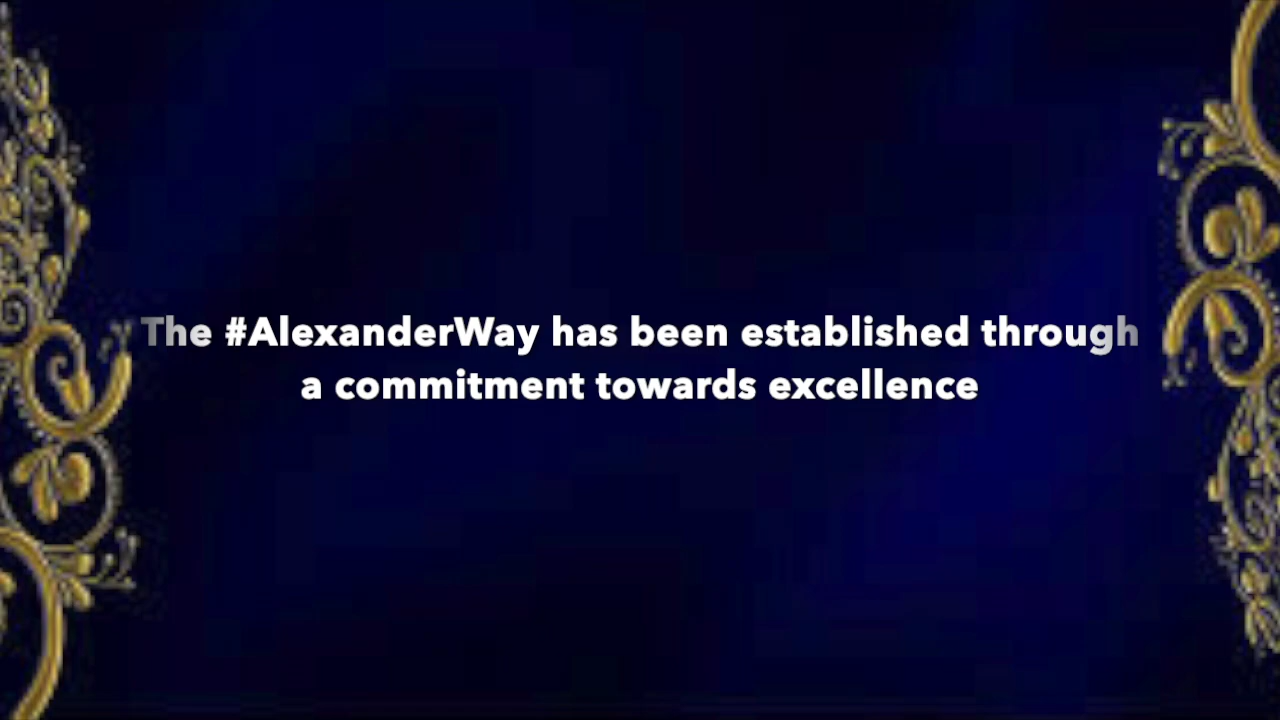 The #AlexanderWay has been established through
a commitment towards excellence